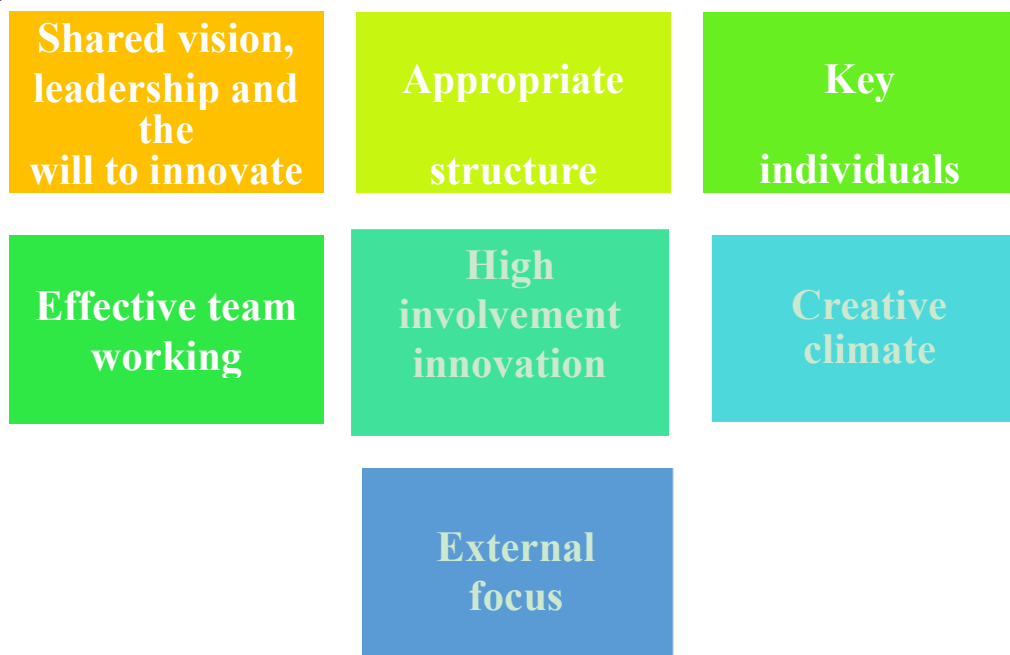 Shared vision,
leadership and
the
will to innovate
Appropriate
structure
Key
individuals
Effective team
working
High
involvement
innovation
Creative
climate
External
focus